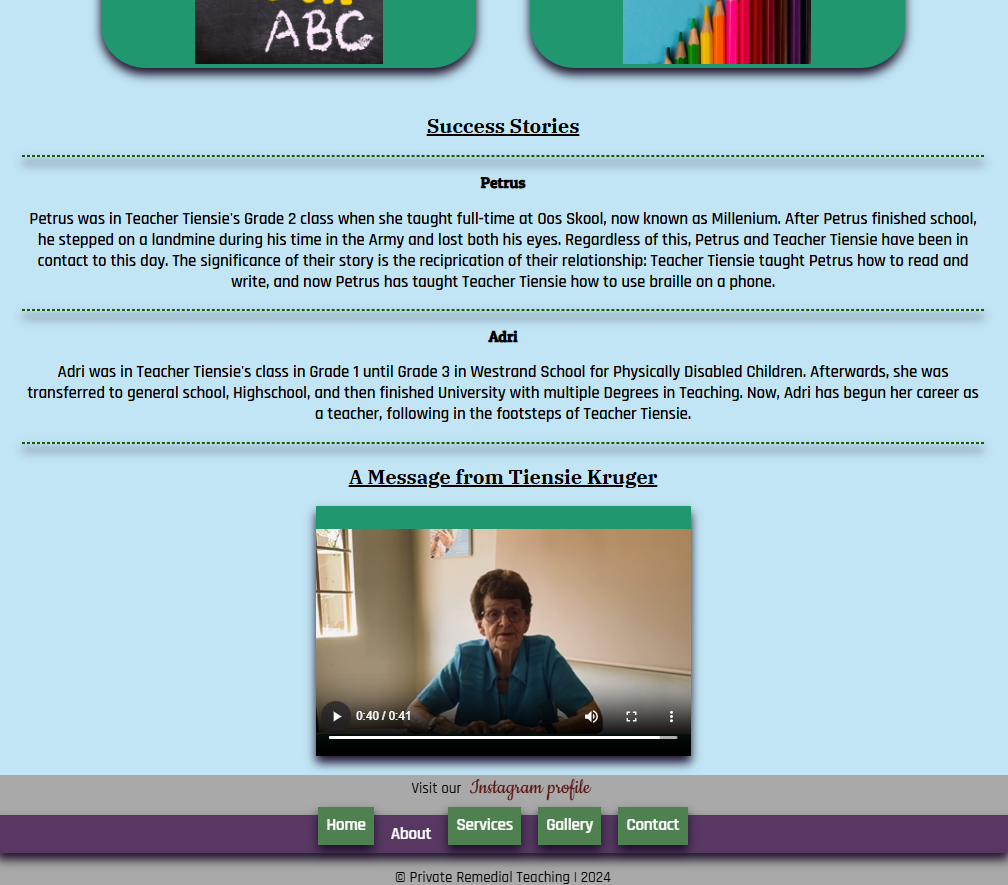 ABC
Success Stories
Petrus
Petrus was in Teacher Tiensie's Grade 2 class when she taught full-time at Oos Skool, now known as Millenium. After Petrus finished school,
he stepped on a landmine during his time in the Army and lost both his eyes. Regardless of this, Petrus and Teacher Tiensie have been in
contact to this day. The significance of their story is the reciprication of their relationship: Teacher Tiensie taught Petrus how to read and
write, and now Petrus has taught Teacher Tiensie how to use braille on a phone.
Adri
Adri was in Teacher Tiensie's class in Grade 1 until Grade 3 in Westrand School for Physically Disabled Children. Afterwards, she was
transferred to general school, Highschool, and then finished University with multiple Degrees in Teaching. Now, Adri has begun her career as
a teacher, following in the footsteps of Teacher Tiensie.
A Message from Tiensie Kruger
0:40 / 0:41
Visit our Instagram profile
Home About Services Gallery Contact
© Private Remedial Teaching | 2024